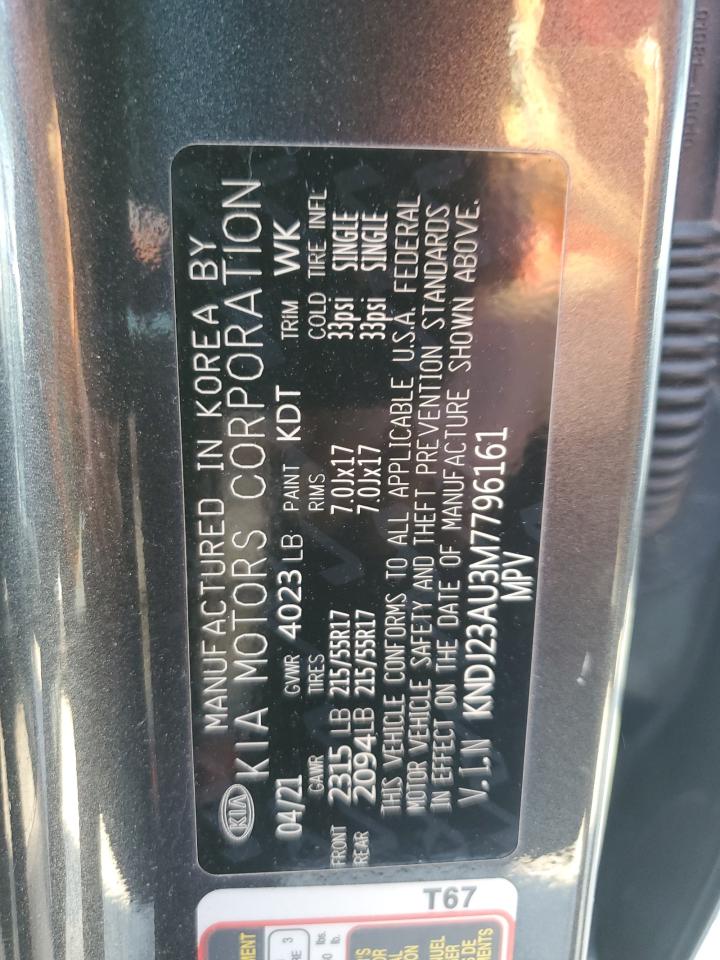 MANUFACTURED IN KOREA BY
KIA KIA MOTORS CORPORATION
04/21 GVWR 4023 LB PAINT KDT TRIM WK
GAWR TIRES RIMS COLD TIRE INFL
FRONT 2315 LB 215/55R17 7.0Jx17 33psi SINGLE
REAR 2094 LB 215/55R17 7.0Jx17 33psi SINGLE
THIS VEHICLE CONFORMS TO ALL APPLICABLE U.S.A. FEDERAL
MOTOR VEHICLE SAFETY AND THEFT PREVENTION STANDARDS
IN EFFECT ON THE DATE OF MANUFACTURE SHOWN ABOVE.
V.I.N KNDJ23AU3M7796161
MPV
T67